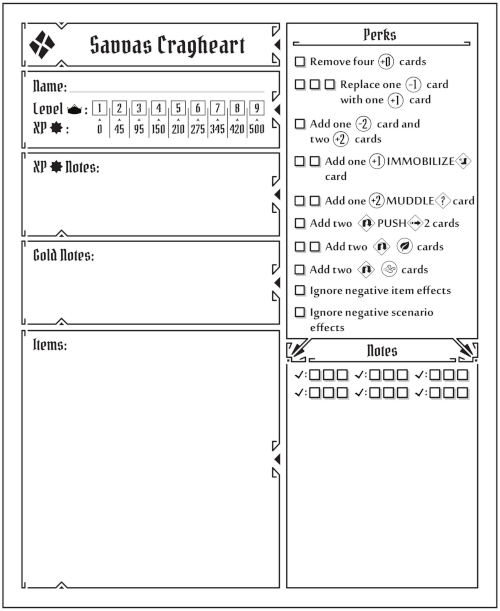 Savvas Cragheart
Name:
Level : 1 2 3 4 5 6 7 8 9
XP : 0 45 95 150 210 275 345 420 500
XP Notes:
Gold Notes:
Items:
Perks
Remove four +0 cards
Replace one -1 card
with one +1 card
Add one -2 card and
two +2 cards
Add one +1 IMMOBILIZE
card
Add one +2 MUDDLE ? card
Add two PUSH 2 cards
Add two cards
Add two cards
Ignore negative item effects
Ignore negative scenario
effects
Notes
✓: ✓: ✓:
✓: ✓: ✓: